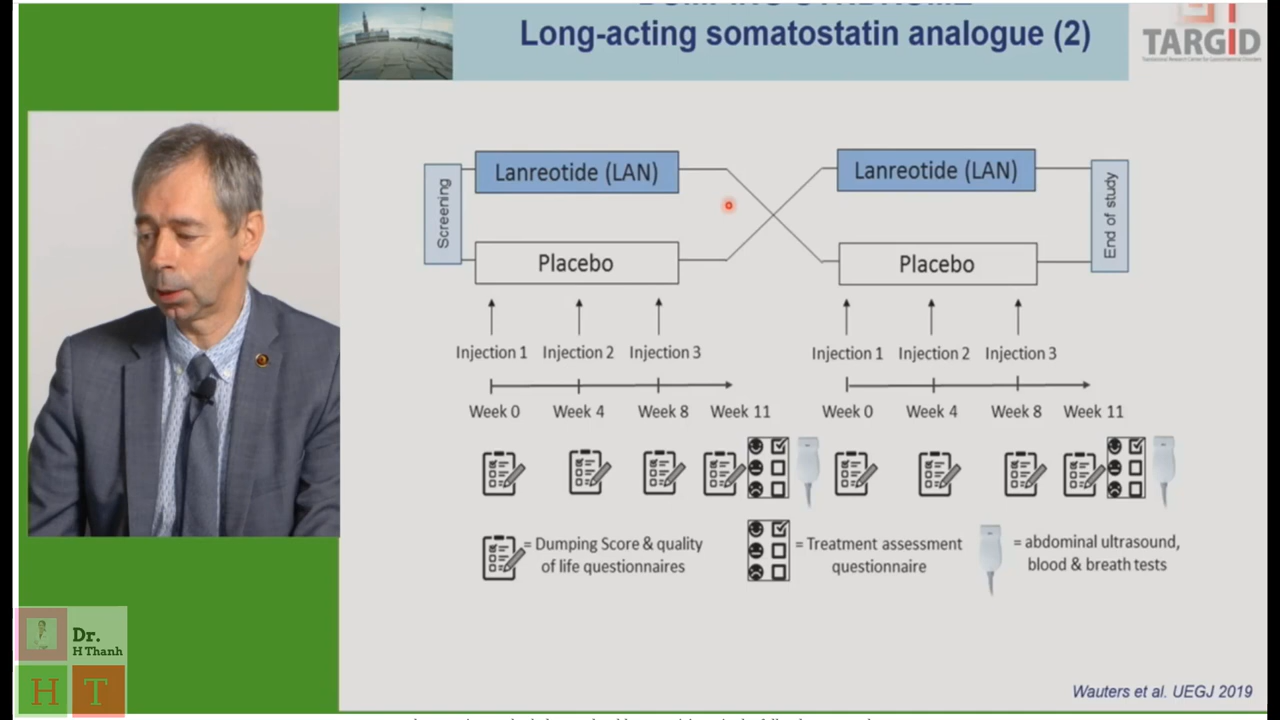 Long-acting somatostatin analogue (2)
TARGID
Screening
Lanreotide (LAN)
Placebo
Lanreotide (LAN)
Placebo
End of study
Injection 1 Injection 2 Injection 3
Injection 1 Injection 2 Injection 3
Week 0 Week 4 Week 8 Week 11
Week 0 Week 4 Week 8 Week 11
= Dumping Score & quality
of life questionnaires
= Treatment assessment
questionnaire
= abdominal ultrasound,
blood & breath tests
Dr.
H Thanh
H T
Wauters et al. UEGJ 2019